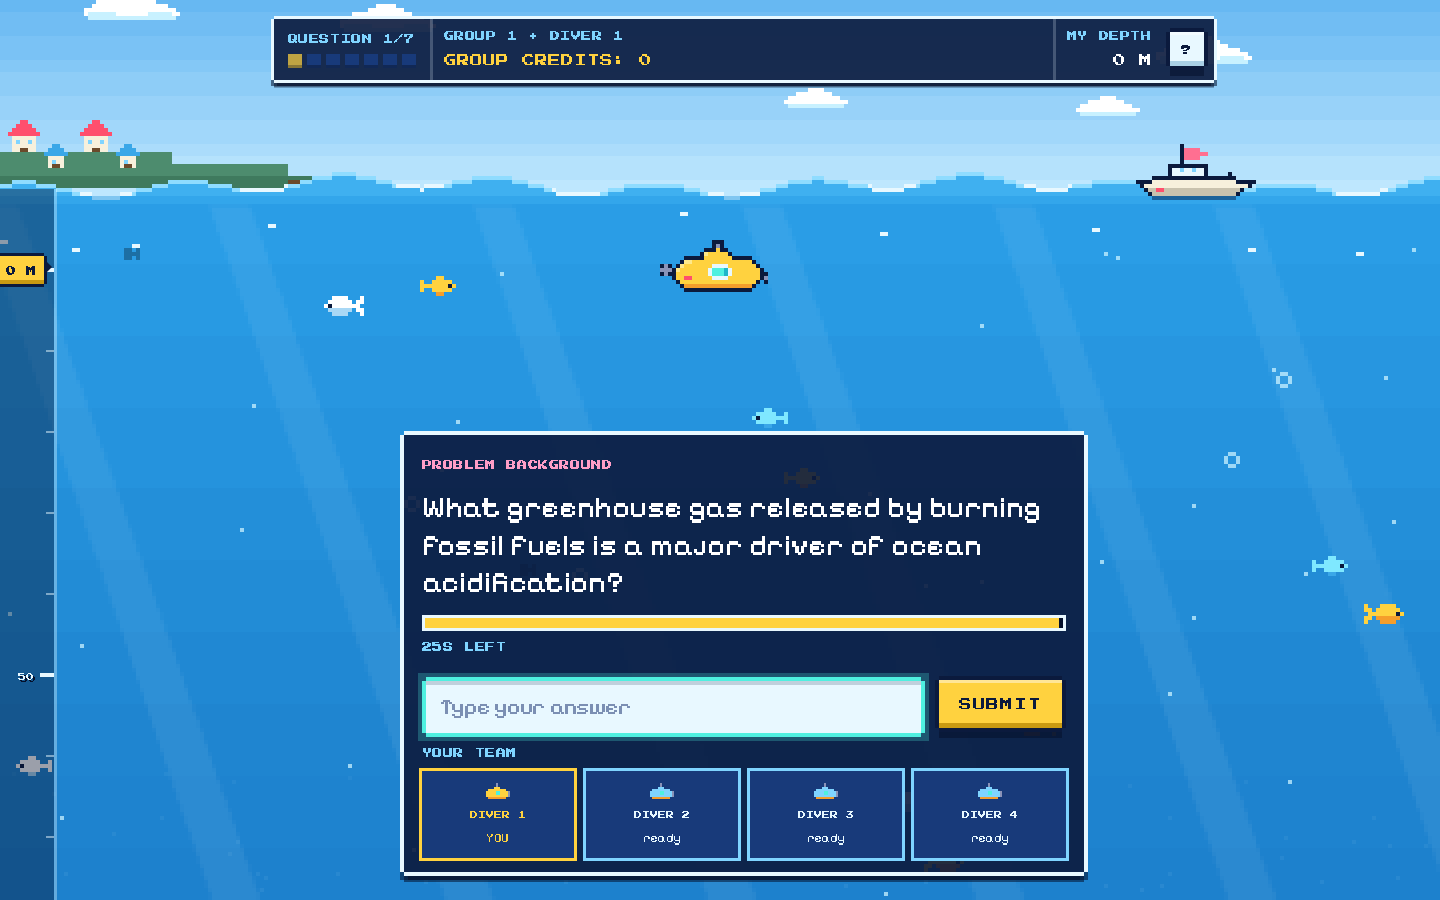 QUESTION 1/7
GROUP 1 + DIVER 1
GROUP CREDITS: 0
MY DEPTH
0 M
?
0 M
PROBLEM BACKGROUND
What greenhouse gas released by burning
fossil fuels is a major driver of ocean
acidification?
25S LEFT
Type your answer
SUBMIT
50
YOUR TEAM
DIVER 1
YOU
DIVER 2
ready
DIVER 3
ready
DIVER 4
ready